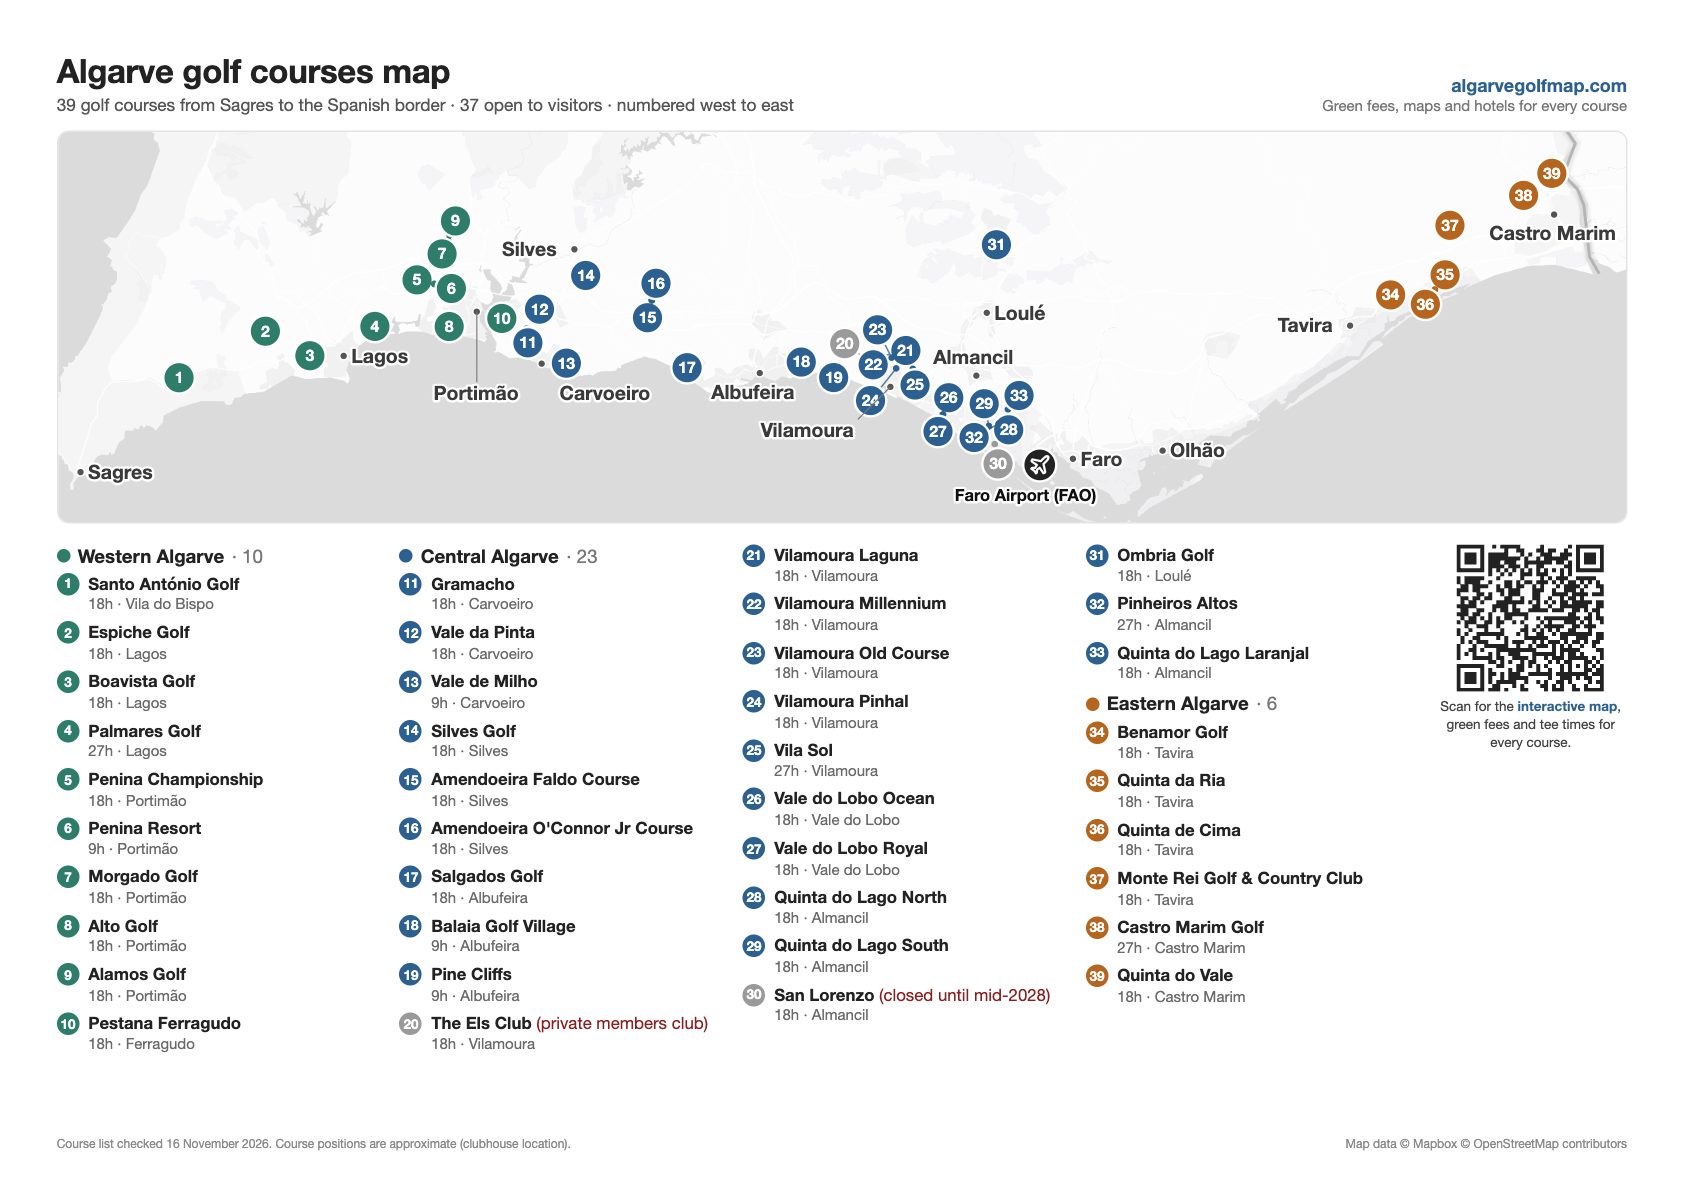 Algarve golf courses map
39 golf courses from Sagres to the Spanish border · 37 open to visitors · numbered west to east
algarvegolfmap.com
Green fees, maps and hotels for every course
39
38
Castro Marim
37
9
7
Silves
31
5
6
14
16
35
34
36
12
15
10
Loulé
Tavira
2
4
8
23
20
11
21
3
Lagos
Almancil
13
18
22
17
1
19
25
Portimão
Carvoeiro
Albufeira
24
26
29
33
Vilamoura
27
32
28
Olhão
Sagres
30
Faro
Faro Airport (FAO)
Western Algarve · 10
1 Santo António Golf
18h · Vila do Bispo
2 Espiche Golf
18h · Lagos
3 Boavista Golf
18h · Lagos
4 Palmares Golf
27h · Lagos
5 Penina Championship
18h · Portimão
6 Penina Resort
9h · Portimão
7 Morgado Golf
18h · Portimão
8 Alto Golf
18h · Portimão
9 Alamos Golf
18h · Portimão
10 Pestana Ferragudo
18h · Ferragudo
Central Algarve · 23
11 Gramacho
18h · Carvoeiro
12 Vale da Pinta
18h · Carvoeiro
13 Vale de Milho
9h · Carvoeiro
14 Silves Golf
18h · Silves
15 Amendoeira Faldo Course
18h · Silves
16 Amendoeira O'Connor Jr Course
18h · Silves
17 Salgados Golf
18h · Albufeira
18 Balaia Golf Village
9h · Albufeira
19 Pine Cliffs
9h · Albufeira
20 The Els Club (private members club)
18h · Vilamoura
21 Vilamoura Laguna
18h · Vilamoura
22 Vilamoura Millennium
18h · Vilamoura
23 Vilamoura Old Course
18h · Vilamoura
24 Vilamoura Pinhal
18h · Vilamoura
25 Vila Sol
27h · Vilamoura
26 Vale do Lobo Ocean
18h · Vale do Lobo
27 Vale do Lobo Royal
18h · Vale do Lobo
28 Quinta do Lago North
18h · Almancil
29 Quinta do Lago South
18h · Almancil
30 San Lorenzo (closed until mid-2028)
18h · Almancil
31 Ombria Golf
18h · Loulé
32 Pinheiros Altos
27h · Almancil
33 Quinta do Lago Laranjal
18h · Almancil
Eastern Algarve · 6
34 Benamor Golf
18h · Tavira
35 Quinta da Ria
18h · Tavira
36 Quinta de Cima
18h · Tavira
37 Monte Rei Golf & Country Club
18h · Tavira
38 Castro Marim Golf
27h · Castro Marim
39 Quinta do Vale
18h · Castro Marim
Scan for the interactive map,
green fees and tee times for
every course.
Course list checked 16 November 2026. Course positions are approximate (clubhouse location).
Map data © Mapbox © OpenStreetMap contributors